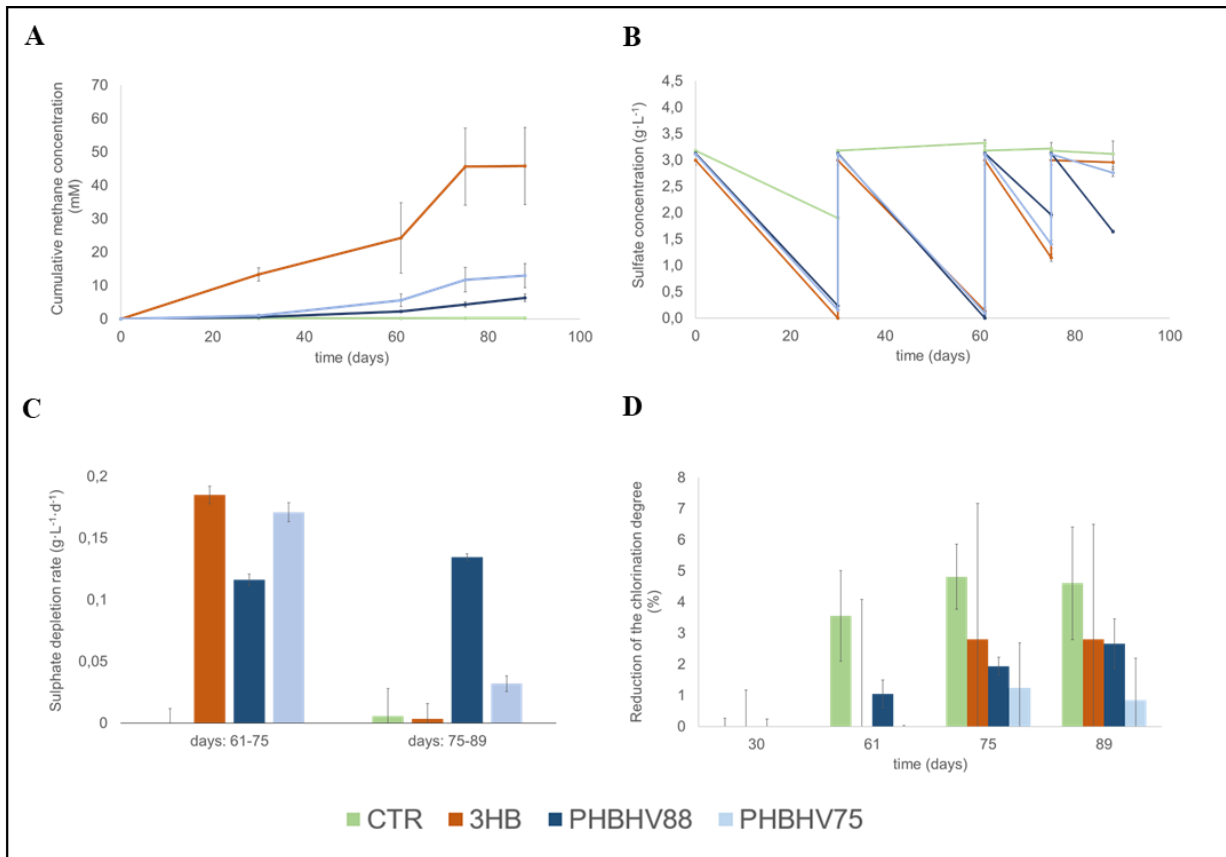 A
Cumulative methane concentration
(mM)
70
60
50
40
30
20
10
0
0 20 40 60 80 100
time (days)
B
Sulfate concentration (g·L⁻¹)
4,5
4,0
3,5
3,0
2,5
2,0
1,5
1,0
0,5
0,0
0 20 40 60 80 100
time (days)
C
Sulphate depletion rate (g·L⁻¹·d⁻¹)
0,2
0,15
0,1
0,05
0
days: 61-75 days: 75-89
D
Reduction of the chlorination degree
(%)
8
7
6
5
4
3
2
1
0
30 61 75 89
time (days)
CTR 3HB PHBHV88 PHBHV75